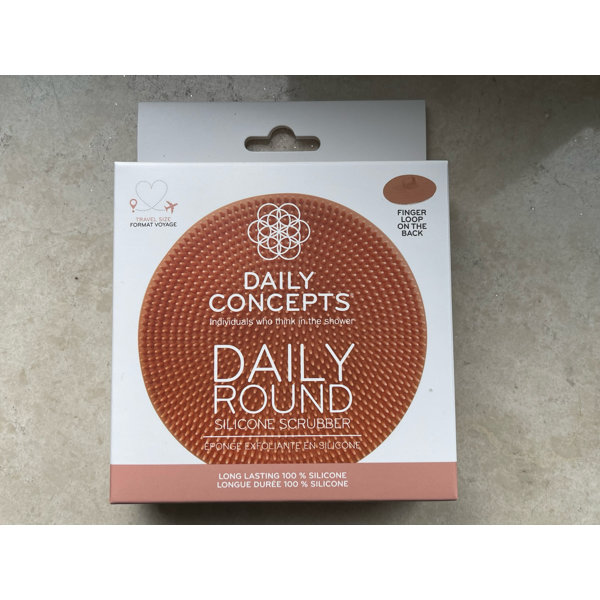 TRAVEL SIZE
FORMAT VOYAGE
FINGER
LOOP
ON THE
BACK
DAILY
CONCEPTS®
Individuals who think in the shower
DAILY
ROUND
SILICONE SCRUBBER
ÉPONGE EXFOLIANTE EN SILICONE
LONG LASTING 100 % SILICONE
LONGUE DURÉE 100 % SILICONE